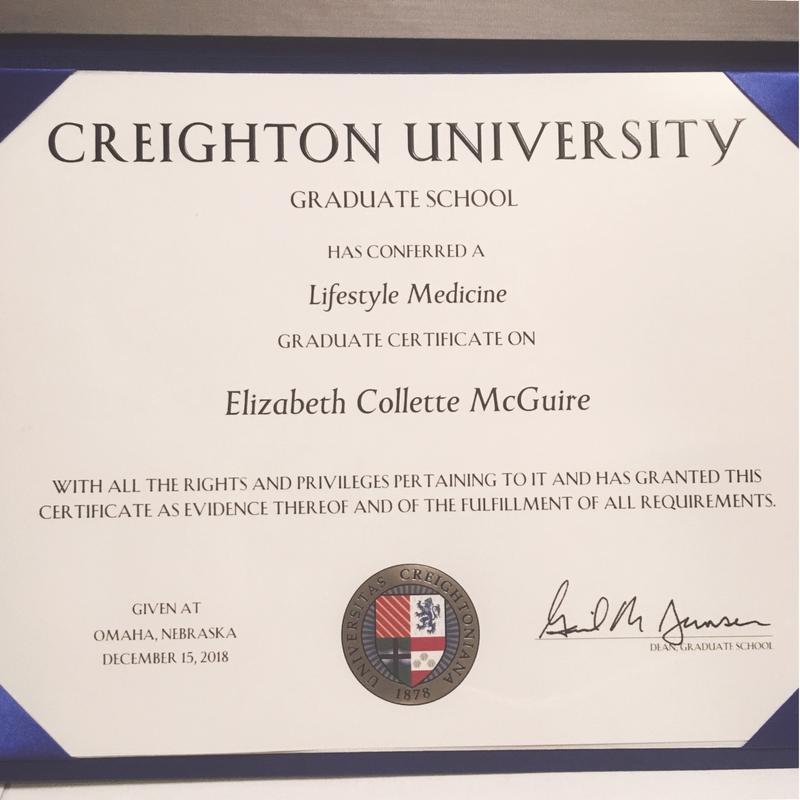 CREIGHTON UNIVERSITY
GRADUATE SCHOOL
HAS CONFERRED A
Lifestyle Medicine
GRADUATE CERTIFICATE ON
Elizabeth Collette McGuire
WITH ALL THE RIGHTS AND PRIVILEGES PERTAINING TO IT AND HAS GRANTED THIS
CERTIFICATE AS EVIDENCE THEREOF AND OF THE FULFILLMENT OF ALL REQUIREMENTS.
GIVEN AT
OMAHA, NEBRASKA
DECEMBER 15, 2018
UNIVERSITAS CREIGHTONIANA
1878
Gail M Jensen
DEAN, GRADUATE SCHOOL